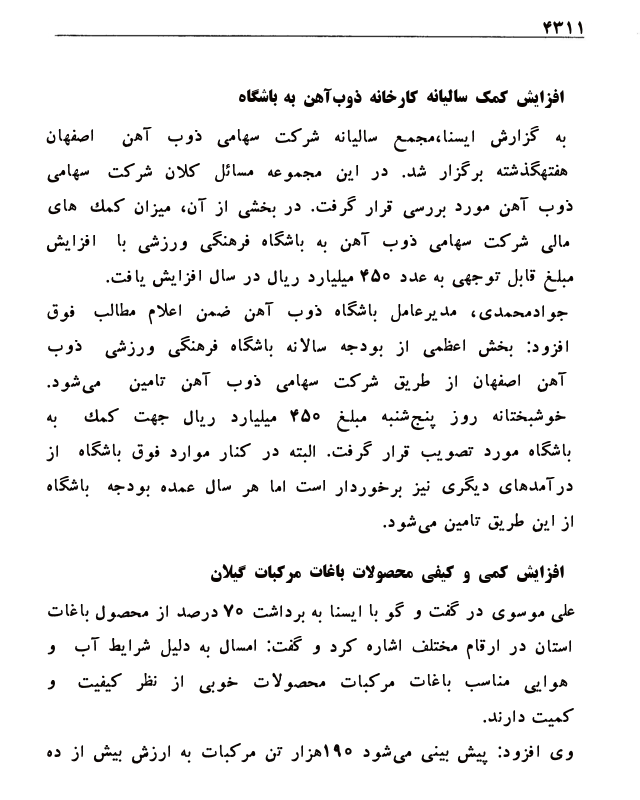 ۴۳۱۱
افزایش کمک سالیانه کارخانه ذوب‌آهن به باشگاه
به گزارش ایسنا،مجمع سالیانه شرکت سهامی ذوب آهن اصفهان
هفتهگذشته برگزار شد. در این مجموعه مسائل کلان شرکت سهامی
ذوب آهن مورد بررسی قرار گرفت. در بخشی از آن، میزان کمك های
مالی شرکت سهامی ذوب آهن به باشگاه فرهنگی ورزشی با افزایش
مبلغ قابل توجهی به عدد ۴۵۰ میلیارد ریال در سال افزایش یافت.
جوادمحمدی، مدیرعامل باشگاه ذوب آهن ضمن اعلام مطالب فوق
افزود: بخش اعظمی از بودجه سالانه باشگاه فرهنگی ورزشی ذوب
آهن اصفهان از طریق شرکت سهامی ذوب آهن تامین می‌شود.
خوشبختانه روز پنج‌شنبه مبلغ ۴۵۰ میلیارد ریال جهت کمك به
باشگاه مورد تصویب قرار گرفت. البته در کنار موارد فوق باشگاه از
درآمدهای دیگری نیز برخوردار است اما هر سال عمده بودجه باشگاه
از این طریق تامین می‌شود.
افزایش کمی و کیفی محصولات باغات مرکبات گیلان
علی موسوی در گفت و گو با ایسنا به برداشت ۷۰ درصد از محصول باغات
استان در ارقام مختلف اشاره کرد و گفت: امسال به دلیل شرایط آب و
هوایی مناسب باغات مرکبات محصولات خوبی از نظر کیفیت و
کمیت دارند.
وی افزود: پیش بینی می‌شود ۱۹۰هزار تن مرکبات به ارزش بیش از ده